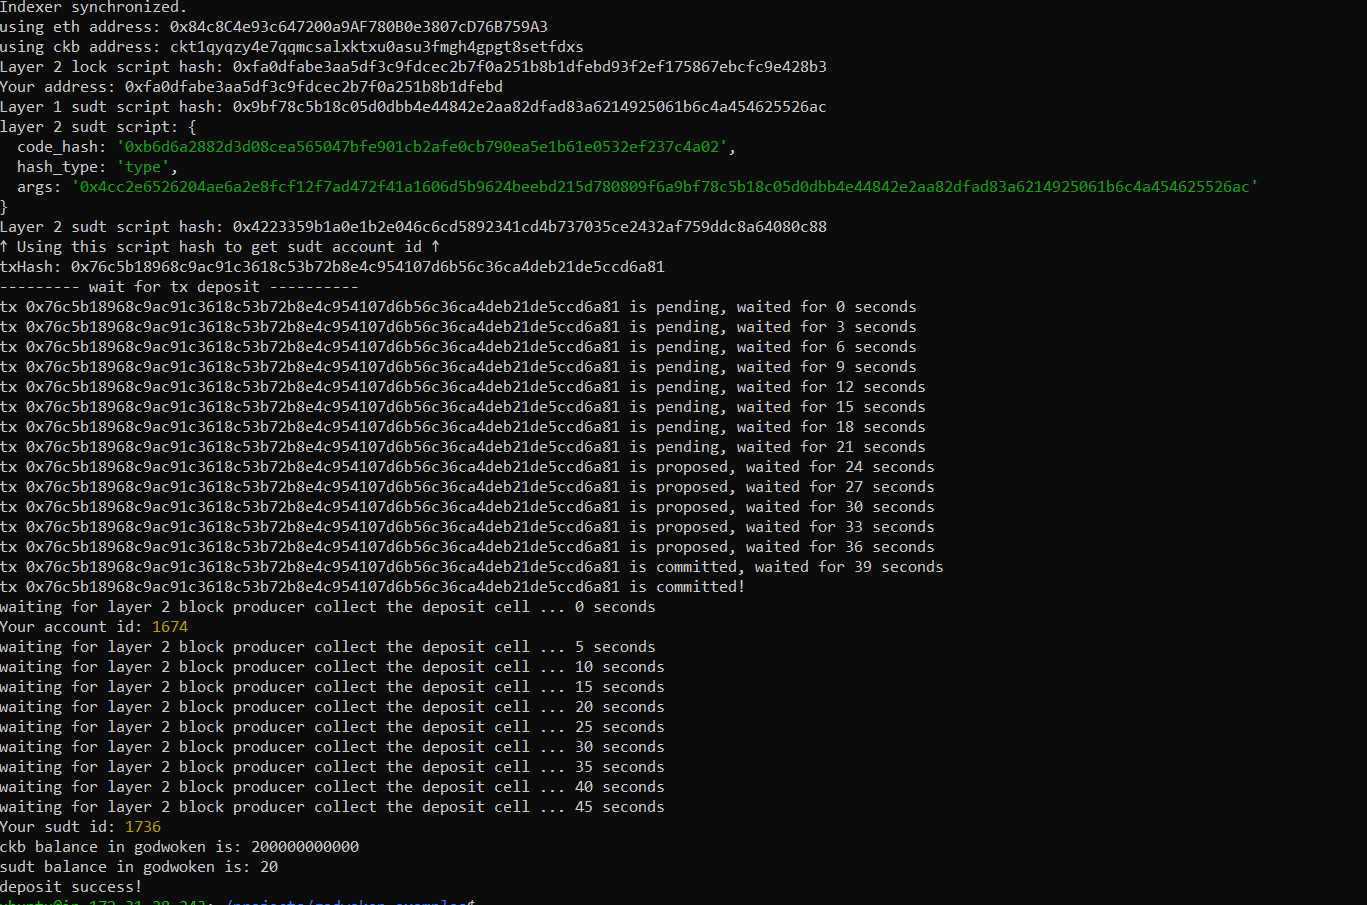 Indexer synchronized.
using eth address: 0x84c8C4e93c647200a9AF780B0e3807cD76B759A3
using ckb address: ckt1qyqzy4e7qqmcsalxktxu0asu3fmgh4gpgt8setfdxs
Layer 2 lock script hash: 0xfa0dfabe3aa5df3c9fdcec2b7f0a251b8b1dfebd93f2ef175867ebcfc9e428b3
Your address: 0xfa0dfabe3aa5df3c9fdcec2b7f0a251b8b1dfebd
Layer 1 sudt script hash: 0x9bf78c5b18c05d0dbb4e44842e2aa82dfad83a6214925061b6c4a454625526ac
layer 2 sudt script: {
  code_hash: '0xb6d6a2882d3d08cea565047bfe901cb2afe0cb790ea5e1b61e0532ef237c4a02',
  hash_type: 'type',
  args: '0x4cc2e6526204ae6a2e8fcf12f7ad472f41a1606d5b9624beebd215d780809f6a9bf78c5b18c05d0dbb4e44842e2aa82dfad83a6214925061b6c4a454625526ac'
}
Layer 2 sudt script hash: 0x4223359b1a0e1b2e046c6cd5892341cd4b737035ce2432af759ddc8a64080c88
↑ Using this script hash to get sudt account id ↑
txHash: 0x76c5b18968c9ac91c3618c53b72b8e4c954107d6b56c36ca4deb21de5ccd6a81
--------- wait for tx deposit ----------
tx 0x76c5b18968c9ac91c3618c53b72b8e4c954107d6b56c36ca4deb21de5ccd6a81 is pending, waited for 0 seconds
tx 0x76c5b18968c9ac91c3618c53b72b8e4c954107d6b56c36ca4deb21de5ccd6a81 is pending, waited for 3 seconds
tx 0x76c5b18968c9ac91c3618c53b72b8e4c954107d6b56c36ca4deb21de5ccd6a81 is pending, waited for 6 seconds
tx 0x76c5b18968c9ac91c3618c53b72b8e4c954107d6b56c36ca4deb21de5ccd6a81 is pending, waited for 9 seconds
tx 0x76c5b18968c9ac91c3618c53b72b8e4c954107d6b56c36ca4deb21de5ccd6a81 is pending, waited for 12 seconds
tx 0x76c5b18968c9ac91c3618c53b72b8e4c954107d6b56c36ca4deb21de5ccd6a81 is pending, waited for 15 seconds
tx 0x76c5b18968c9ac91c3618c53b72b8e4c954107d6b56c36ca4deb21de5ccd6a81 is pending, waited for 18 seconds
tx 0x76c5b18968c9ac91c3618c53b72b8e4c954107d6b56c36ca4deb21de5ccd6a81 is pending, waited for 21 seconds
tx 0x76c5b18968c9ac91c3618c53b72b8e4c954107d6b56c36ca4deb21de5ccd6a81 is proposed, waited for 24 seconds
tx 0x76c5b18968c9ac91c3618c53b72b8e4c954107d6b56c36ca4deb21de5ccd6a81 is proposed, waited for 27 seconds
tx 0x76c5b18968c9ac91c3618c53b72b8e4c954107d6b56c36ca4deb21de5ccd6a81 is proposed, waited for 30 seconds
tx 0x76c5b18968c9ac91c3618c53b72b8e4c954107d6b56c36ca4deb21de5ccd6a81 is proposed, waited for 33 seconds
tx 0x76c5b18968c9ac91c3618c53b72b8e4c954107d6b56c36ca4deb21de5ccd6a81 is proposed, waited for 36 seconds
tx 0x76c5b18968c9ac91c3618c53b72b8e4c954107d6b56c36ca4deb21de5ccd6a81 is committed, waited for 39 seconds
tx 0x76c5b18968c9ac91c3618c53b72b8e4c954107d6b56c36ca4deb21de5ccd6a81 is committed!
waiting for layer 2 block producer collect the deposit cell ... 0 seconds
Your account id: 1674
waiting for layer 2 block producer collect the deposit cell ... 5 seconds
waiting for layer 2 block producer collect the deposit cell ... 10 seconds
waiting for layer 2 block producer collect the deposit cell ... 15 seconds
waiting for layer 2 block producer collect the deposit cell ... 20 seconds
waiting for layer 2 block producer collect the deposit cell ... 25 seconds
waiting for layer 2 block producer collect the deposit cell ... 30 seconds
waiting for layer 2 block producer collect the deposit cell ... 35 seconds
waiting for layer 2 block producer collect the deposit cell ... 40 seconds
waiting for layer 2 block producer collect the deposit cell ... 45 seconds
Your sudt id: 1736
ckb balance in godwoken is: 200000000000
sudt balance in godwoken is: 20
deposit success!